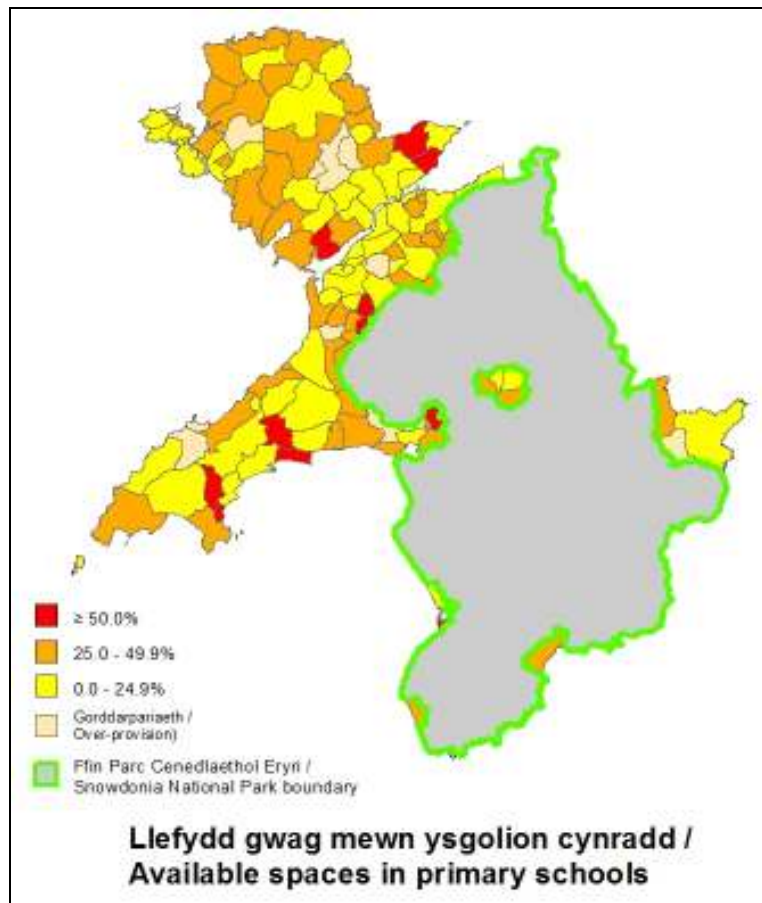 ≥ 50.0%
25.0 - 49.9%
0.0 - 24.9%
Gorddarpariaeth /
Over-provision)
Ffin Parc Cenedlaethol Eryri /
Snowdonia National Park boundary
Llefydd gwag mewn ysgolion cynradd /
Available spaces in primary schools